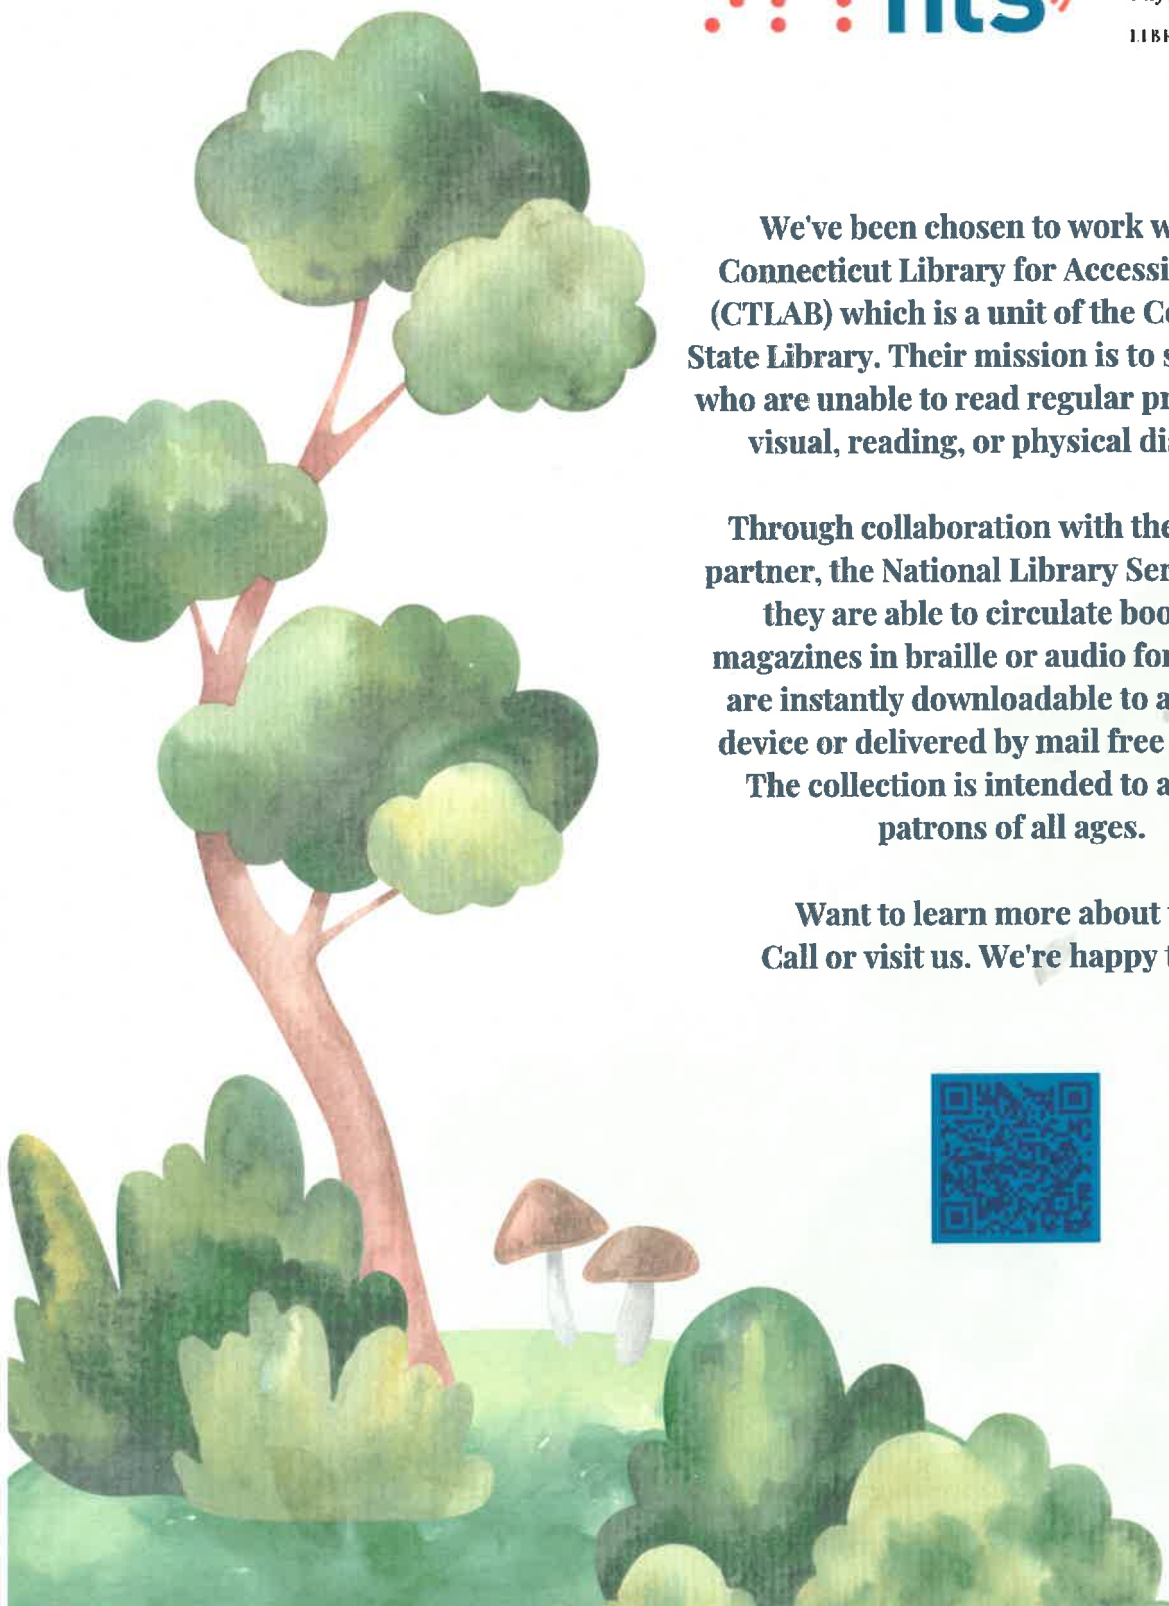 nls
We've been chosen to work w
Connecticut Library for Accessi
(CTLAB) which is a unit of the C
State Library. Their mission is to s
who are unable to read regular pr
visual, reading, or physical di
Through collaboration with the
partner, the National Library Ser
they are able to circulate boo
magazines in braille or audio for
are instantly downloadable to a
device or delivered by mail free
The collection is intended to a
patrons of all ages.
Want to learn more about
Call or visit us. We're happy t